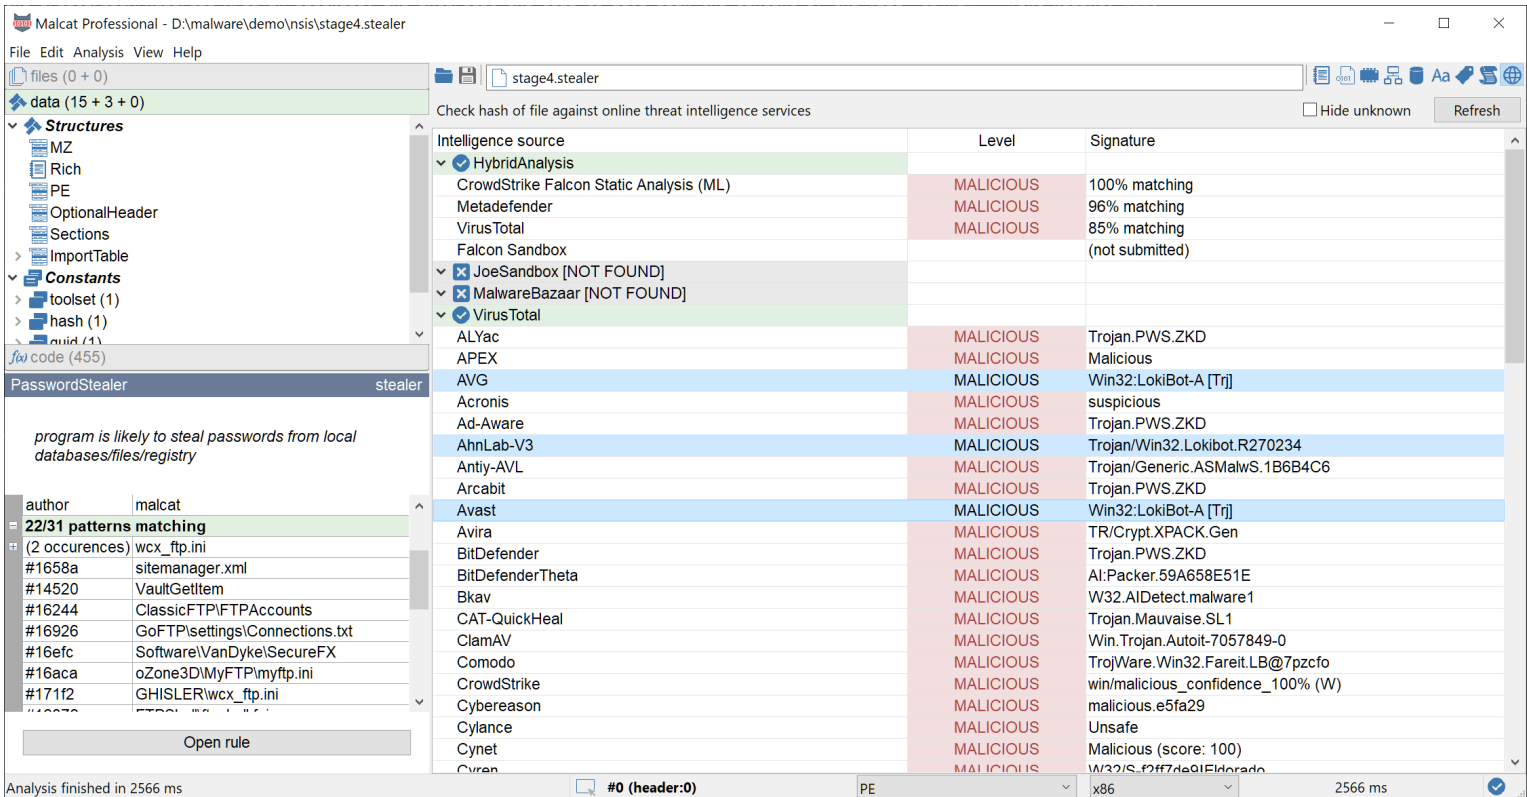 Malcat Professional - D:\malware\demo\nsis\stage4.stealer
File Edit Analysis View Help
files (0 + 0)
data (15 + 3 + 0)
Structures
MZ
Rich
PE
OptionalHeader
Sections
ImportTable
Constants
toolset (1)
hash (1)
guid (1)
f(x) code (455)
PasswordStealer stealer
program is likely to steal passwords from local
databases/files/registry
author malcat
22/31 patterns matching
(2 occurences) wcx_ftp.ini
#1658a sitemanager.xml
#14520 VaultGetItem
#16244 ClassicFTP\FTPAccounts
#16926 GoFTP\settings\Connections.txt
#16efc Software\VanDyke\SecureFX
#16aca oZone3D\MyFTP\myftp.ini
#171f2 GHISLER\wcx_ftp.ini
Open rule
stage4.stealer
Aa
Check hash of file against online threat intelligence services Hide unknown Refresh
Intelligence source Level Signature
HybridAnalysis
CrowdStrike Falcon Static Analysis (ML) MALICIOUS 100% matching
Metadefender MALICIOUS 96% matching
VirusTotal MALICIOUS 85% matching
Falcon Sandbox (not submitted)
JoeSandbox [NOT FOUND]
MalwareBazaar [NOT FOUND]
VirusTotal
ALYac MALICIOUS Trojan.PWS.ZKD
APEX MALICIOUS Malicious
AVG MALICIOUS Win32:LokiBot-A [Trj]
Acronis MALICIOUS suspicious
Ad-Aware MALICIOUS Trojan.PWS.ZKD
AhnLab-V3 MALICIOUS Trojan/Win32.Lokibot.R270234
Antiy-AVL MALICIOUS Trojan/Generic.ASMalwS.1B6B4C6
Arcabit MALICIOUS Trojan.PWS.ZKD
Avast MALICIOUS Win32:LokiBot-A [Trj]
Avira MALICIOUS TR/Crypt.XPACK.Gen
BitDefender MALICIOUS Trojan.PWS.ZKD
BitDefenderTheta MALICIOUS AI:Packer.59A658E51E
Bkav MALICIOUS W32.AIDetect.malware1
CAT-QuickHeal MALICIOUS Trojan.Mauvaise.SL1
ClamAV MALICIOUS Win.Trojan.Autoit-7057849-0
Comodo MALICIOUS TrojWare.Win32.Fareit.LB@7pzcfo
CrowdStrike MALICIOUS win/malicious_confidence_100% (W)
Cybereason MALICIOUS malicious.e5fa29
Cylance MALICIOUS Unsafe
Cynet MALICIOUS Malicious (score: 100)
Cyren MALICIOUS W32/S-f2ff7de9!Eldorado
Analysis finished in 2566 ms #0 (header:0) PE x86 2566 ms